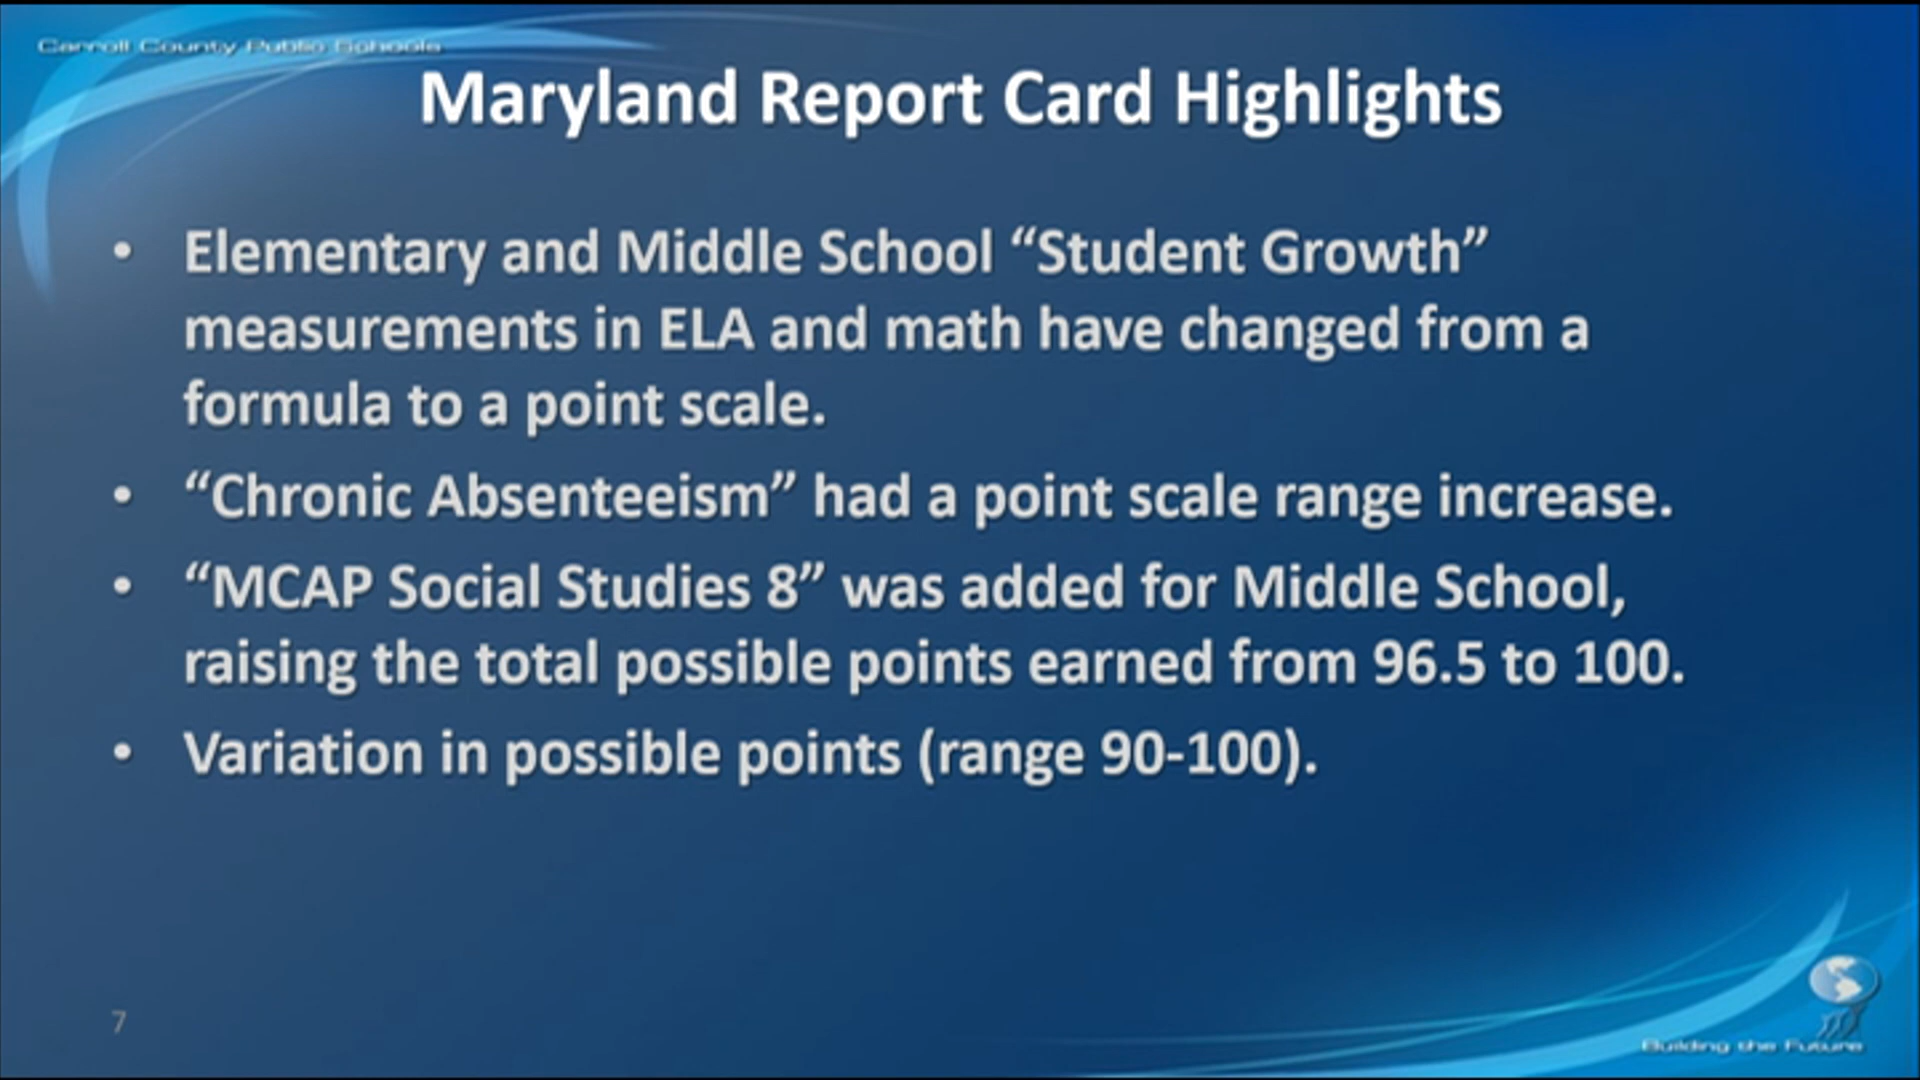 Carroll County Public Schools
Maryland Report Card Highlights
• Elementary and Middle School “Student Growth”
measurements in ELA and math have changed from a
formula to a point scale.
• “Chronic Absenteeism” had a point scale range increase.
• “MCAP Social Studies 8” was added for Middle School,
raising the total possible points earned from 96.5 to 100.
• Variation in possible points (range 90-100).
7
Building the Future